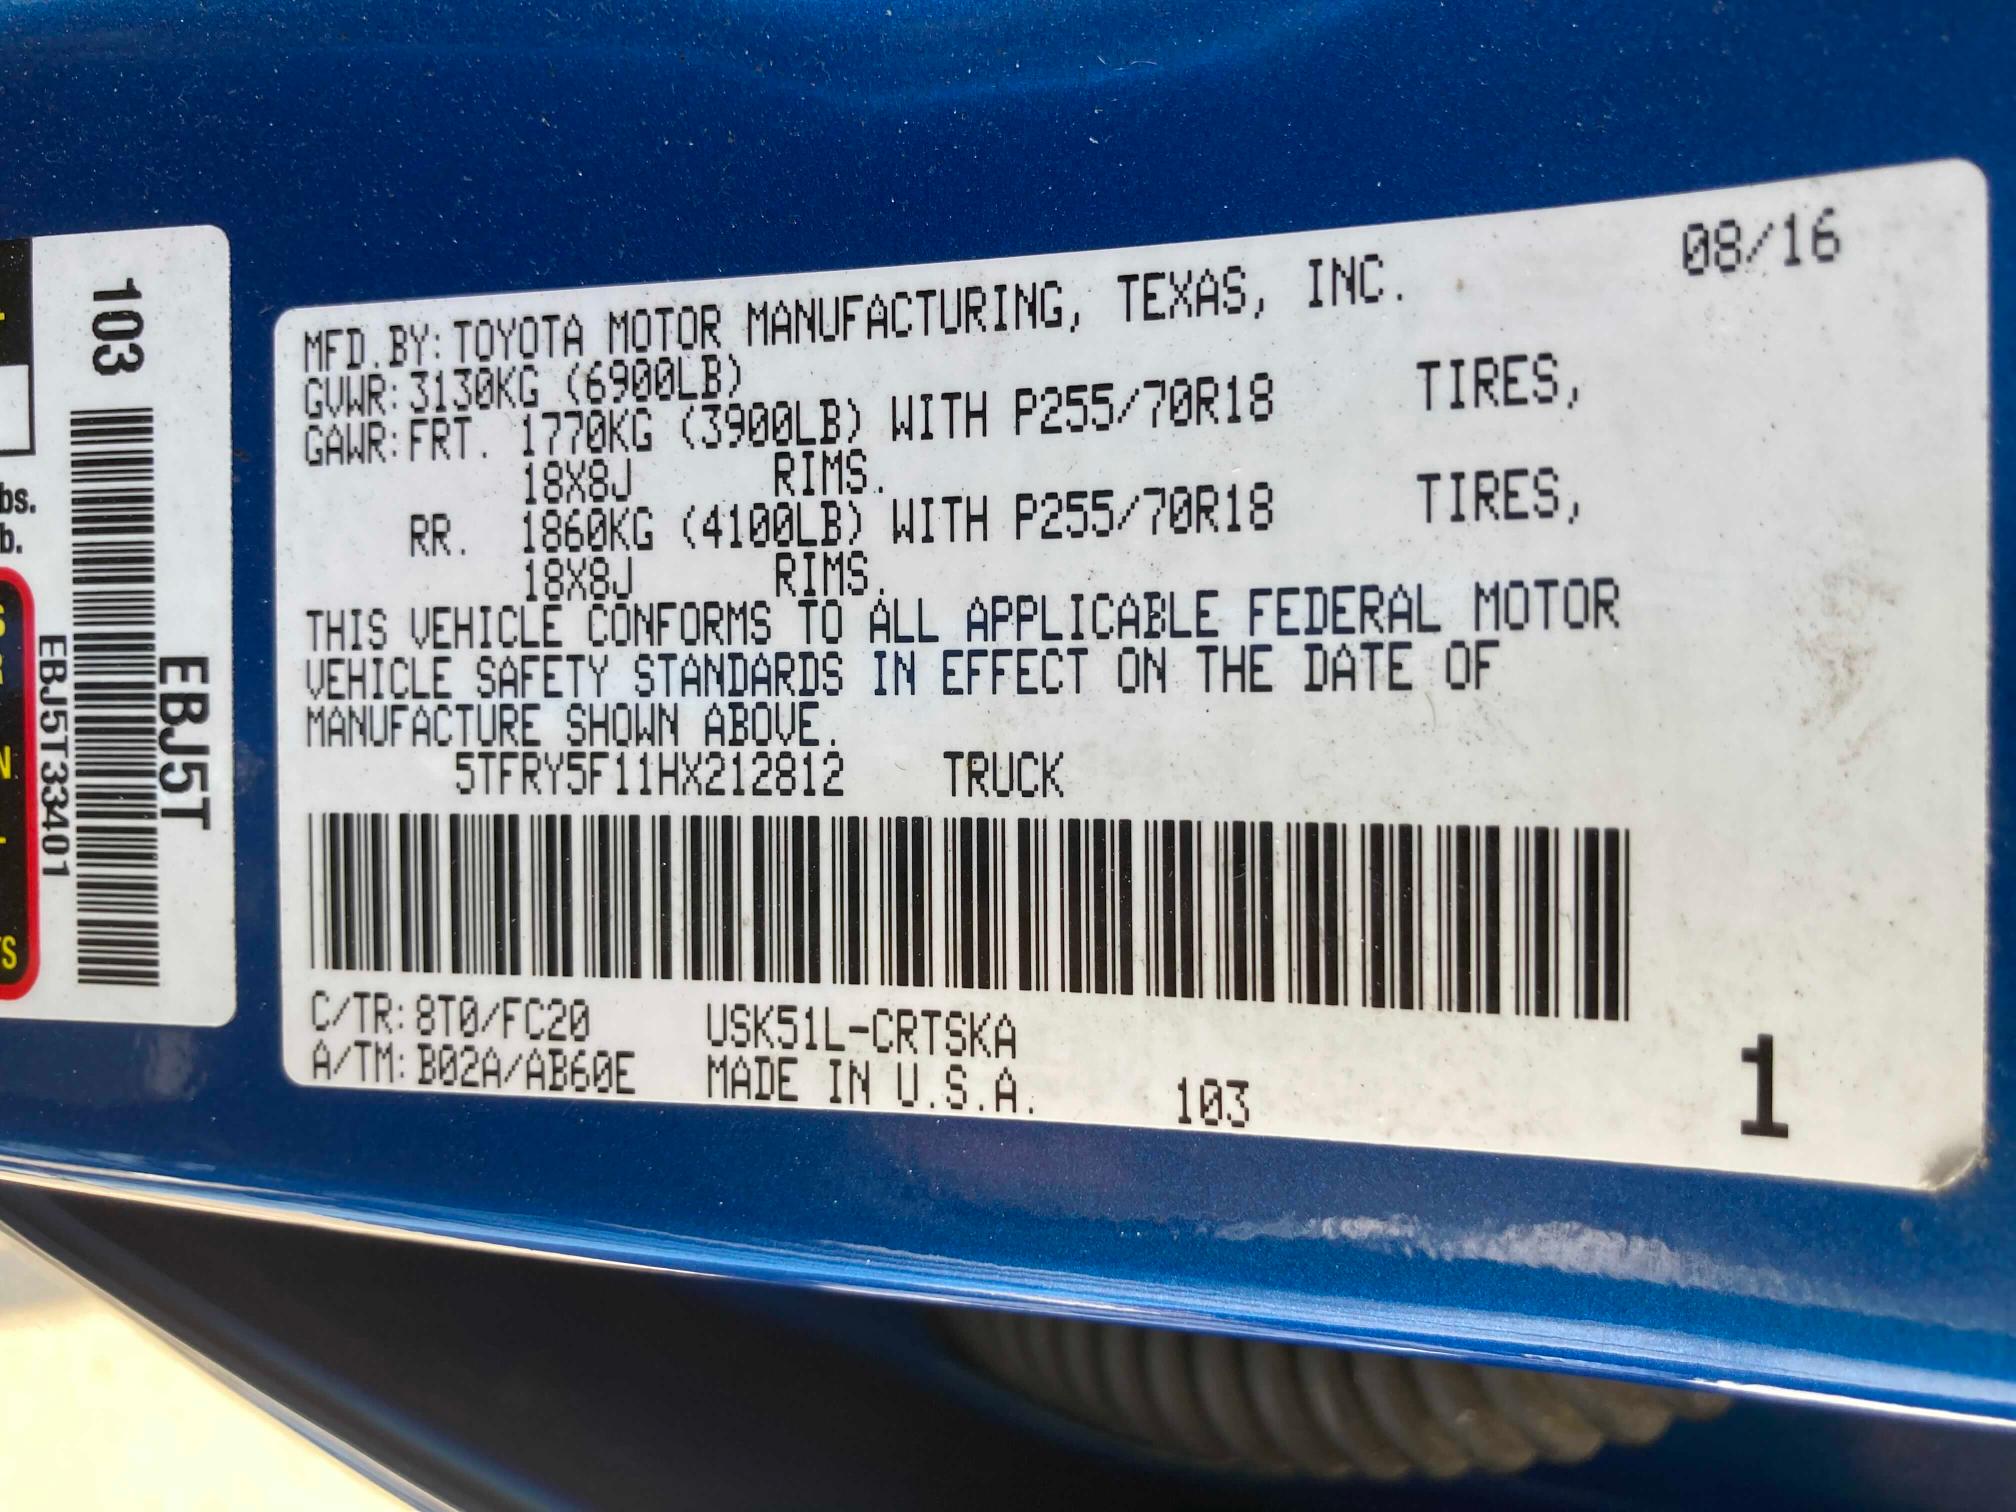 bs.
b.
103
EBJ5T
EBJ5T33401
08/16
MFD.BY:TOYOTA MOTOR MANUFACTURING, TEXAS, INC.
GVWR:3130KG (6900LB)
GAWR:FRT. 1770KG (3900LB) WITH P255/70R18 TIRES,
18X8J RIMS.
RR. 1860KG (4100LB) WITH P255/70R18 TIRES,
18X8J RIMS.
THIS VEHICLE CONFORMS TO ALL APPLICABLE FEDERAL MOTOR
VEHICLE SAFETY STANDARDS IN EFFECT ON THE DATE OF
MANUFACTURE SHOWN ABOVE.
5TFRY5F11HX212812 TRUCK
C/TR:8T0/FC20 USK51L-CRTSKA
A/TM:B02A/AB60E MADE IN U.S.A. 103
1